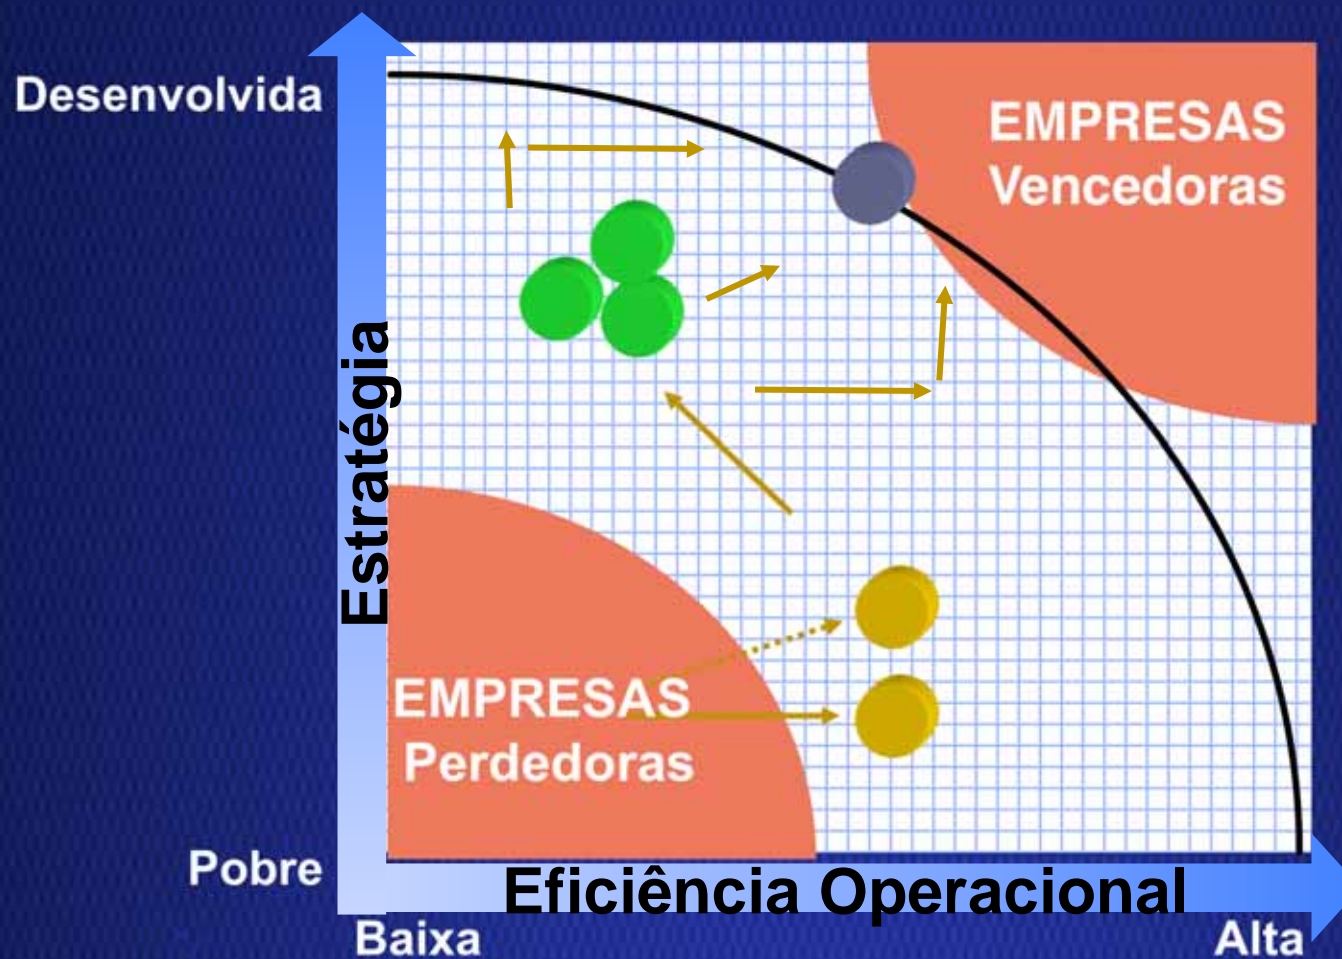 Desenvolvida
EMPRESAS
Vencedoras
Estratégia
EMPRESAS
Perdedoras
Pobre
Eficiência Operacional
Baixa
Alta